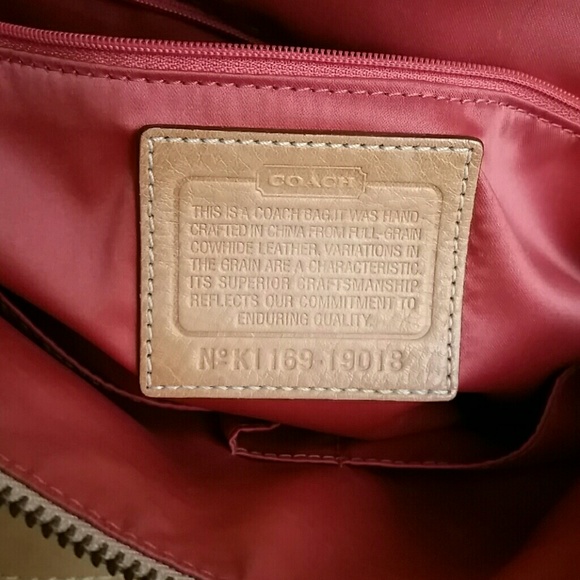 COACH
THIS IS A COACH BAG.IT WAS HAND-
CRAFTED IN CHINA FROM FULL-GRAIN
COWHIDE LEATHER. VARIATIONS IN
THE GRAIN ARE A CHARACTERISTIC.
ITS SUPERIOR CRAFTSMANSHIP
REFLECTS OUR COMMITMENT TO
ENDURING QUALITY.
Nº K1169-19013